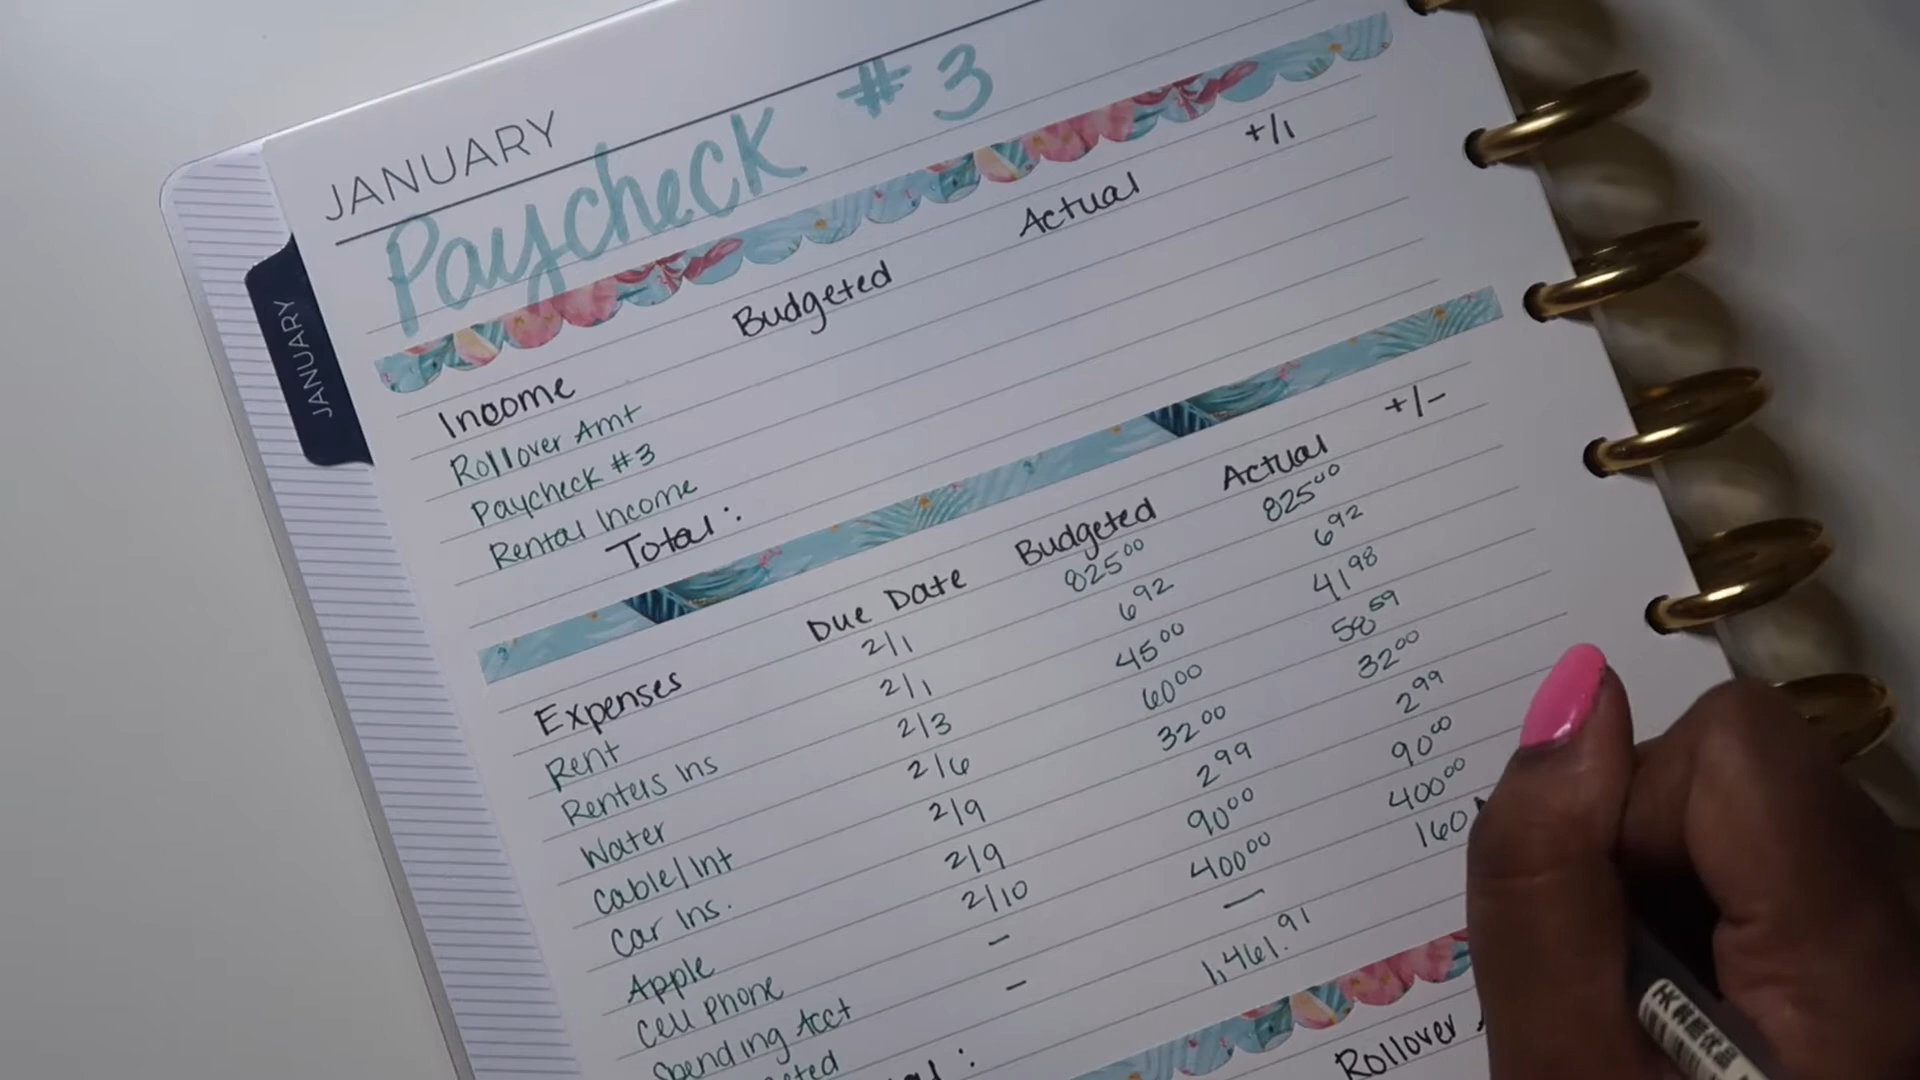 JANUARY
Paycheck #3
JANUARY
Budgeted Actual +/1
Income
Rollover Amt
Paycheck #3
Rental Income
Total:
Expenses Due Date Budgeted Actual +/-
Rent 2/1 825.00 825.00
Renters Ins 2/1 6.92 6.92
Water 2/3 45.00 41.98
Cable/Int 2/6 60.00 58.59
Car Ins. 2/9 32.00 32.00
Apple 2/9 2.99 2.99
Cell Phone 2/10 90.00 90.00
Spending Acct – 400.00 400.00
– — 160
1,461.91
Rollover